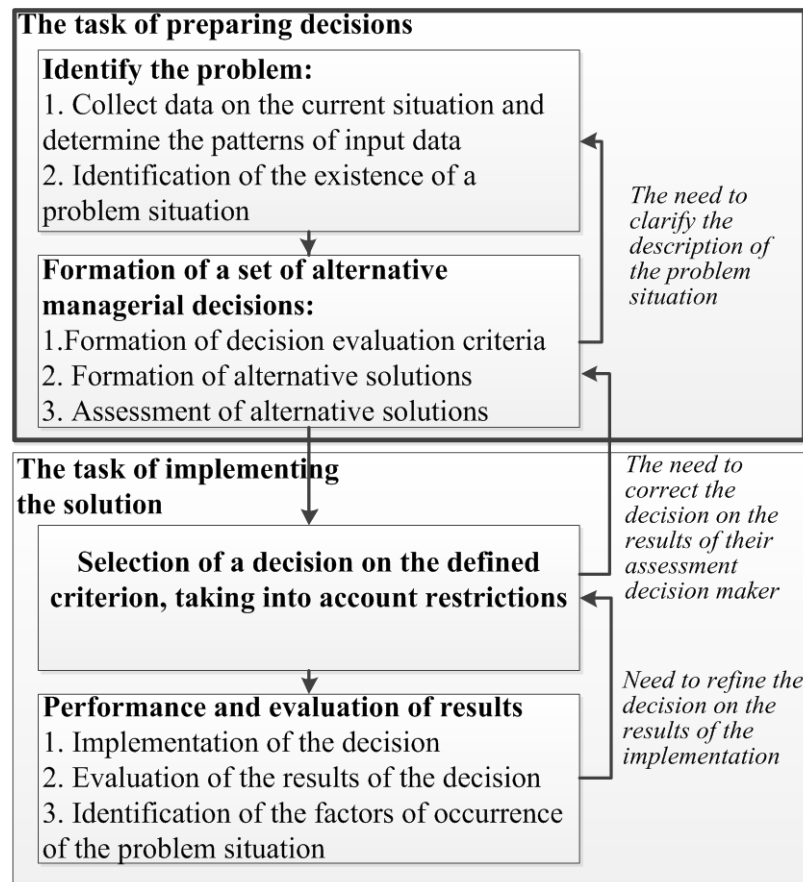 The task of preparing decisions
Identify the problem:
1. Collect data on the current situation and
determine the patterns of input data
2. Identification of the existence of a
problem situation
The need to
clarify the
description of
the problem
situation
Formation of a set of alternative
managerial decisions:
1.Formation of decision evaluation criteria
2. Formation of alternative solutions
3. Assessment of alternative solutions
The task of implementing
the solution
The need to
correct the
decision on the
results of their
assessment
decision maker
Selection of a decision on the defined
criterion, taking into account restrictions
Need to refine the
decision on the
results of the
implementation
Performance and evaluation of results
1. Implementation of the decision
2. Evaluation of the results of the decision
3. Identification of the factors of occurrence
of the problem situation